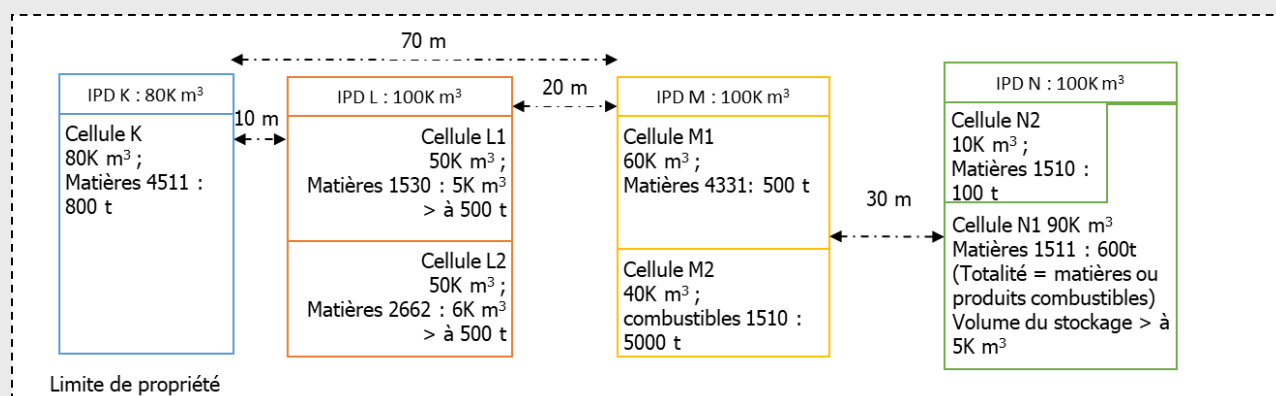 70 m
IPD K : 80K m³
Cellule K
80K m³ ;
Matières 4511 :
800 t
10 m
IPD L : 100K m³
Cellule L1
50K m³ ;
Matières 1530 : 5K m³
> à 500 t
Cellule L2
50K m³ ;
Matières 2662 : 6K m³
> à 500 t
20 m
IPD M : 100K m³
Cellule M1
60K m³ ;
Matières 4331: 500 t
Cellule M2
40K m³ ;
combustibles 1510 :
5000 t
30 m
IPD N : 100K m³
Cellule N2
10K m³ ;
Matières 1510 :
100 t
Cellule N1 90K m³
Matières 1511 : 600t
(Totalité = matières ou
produits combustibles)
Volume du stockage > à
5K m³
Limite de propriété